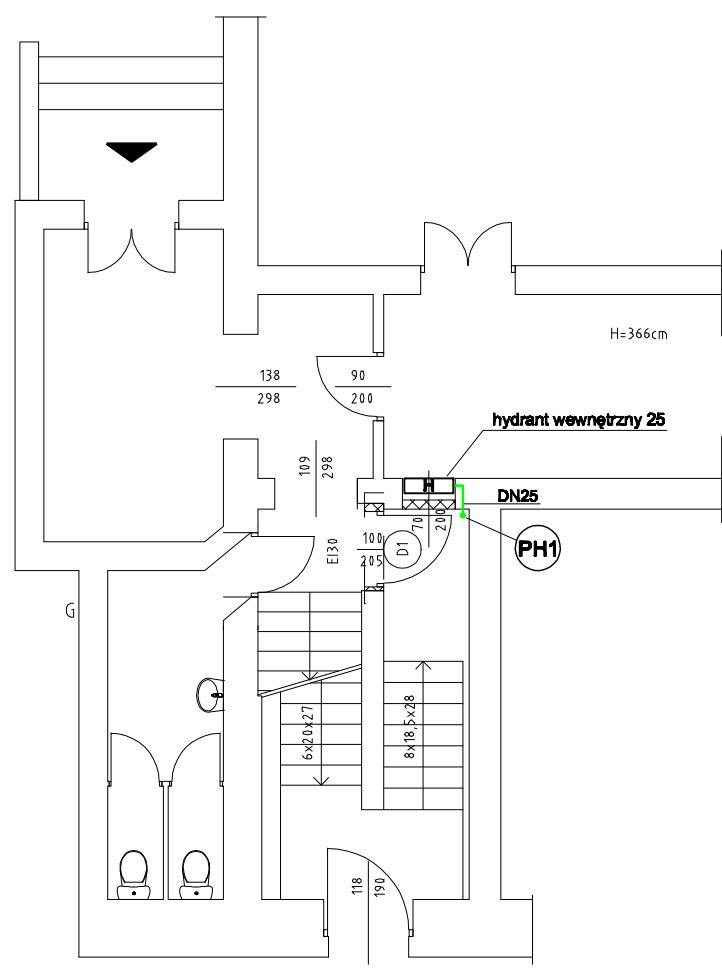 H=366cm
138
298
90
200
hydrant wewnętrzny 25
109
298
H
DN25
70
200
PH1
EI30
100
205
D1
G
6x20x27
8x18,5x28
118
190